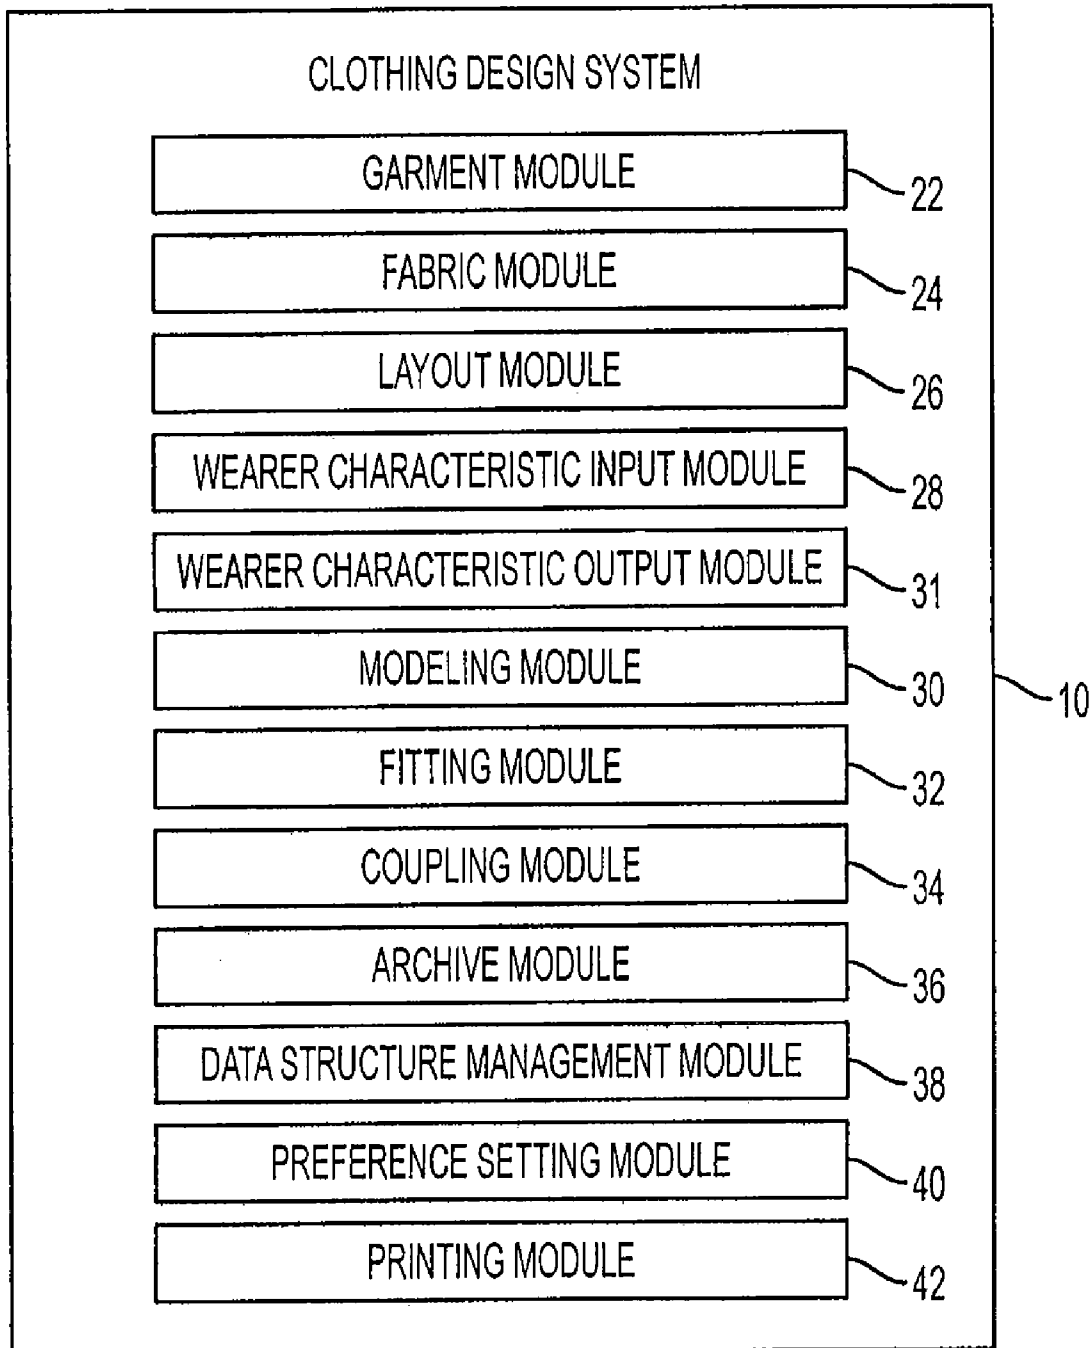 CLOTHING DESIGN SYSTEM
GARMENT MODULE
22
FABRIC MODULE
24
LAYOUT MODULE
26
WEARER CHARACTERISTIC INPUT MODULE
28
WEARER CHARACTERISTIC OUTPUT MODULE
31
MODELING MODULE
30
10
FITTING MODULE
32
COUPLING MODULE
34
ARCHIVE MODULE
36
DATA STRUCTURE MANAGEMENT MODULE
38
PREFERENCE SETTING MODULE
40
PRINTING MODULE
42